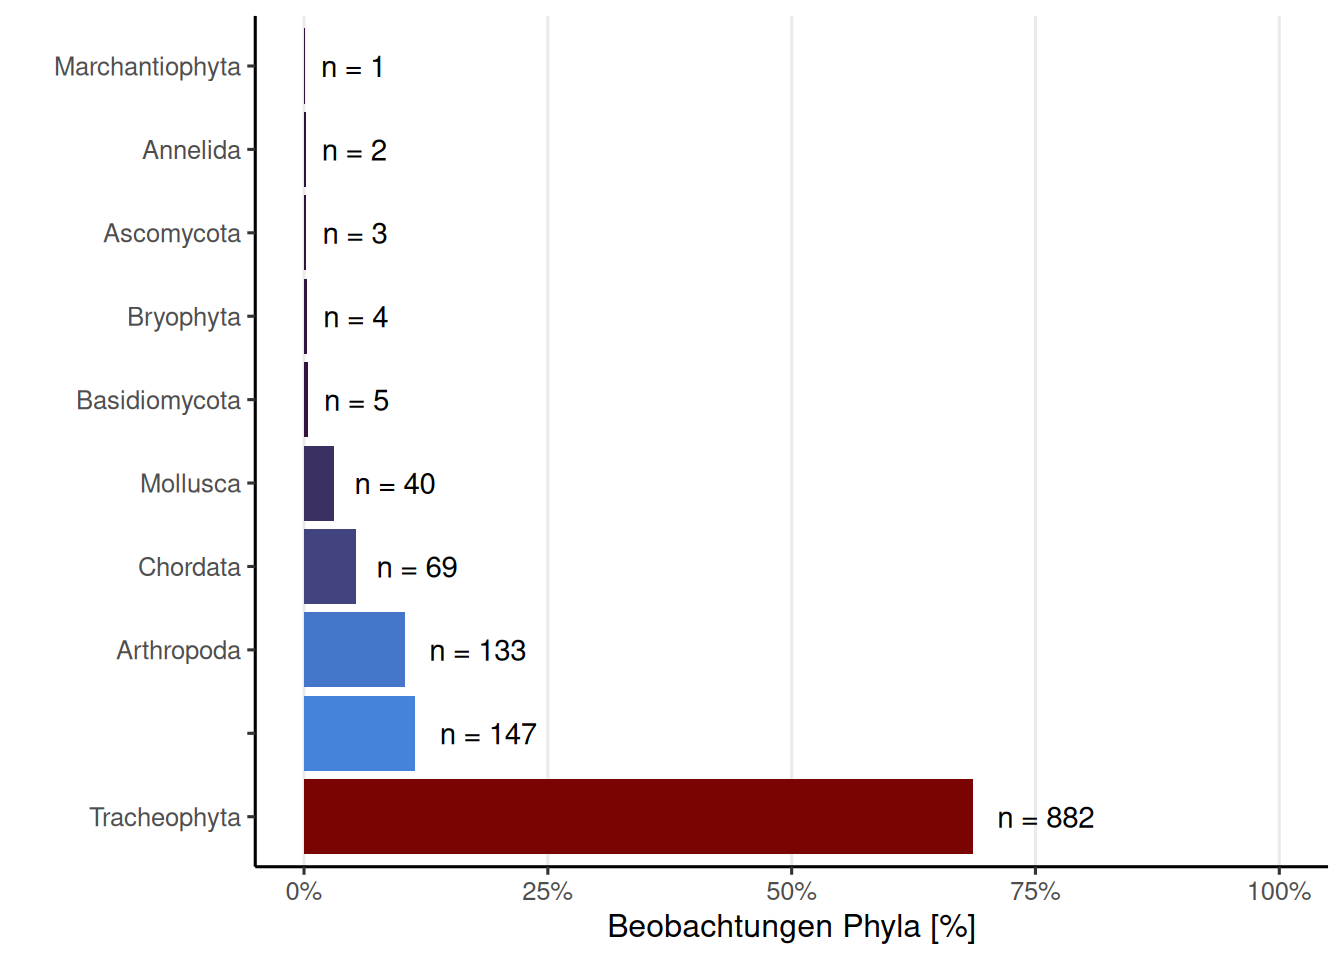 Marchantiophyta n = 1
Annelida n = 2
Ascomycota n = 3
Bryophyta n = 4
Basidiomycota n = 5
Mollusca n = 40
Chordata n = 69
Arthropoda n = 133
n = 147
Tracheophyta n = 882
0% 25% 50% 75% 100%
Beobachtungen Phyla [%]